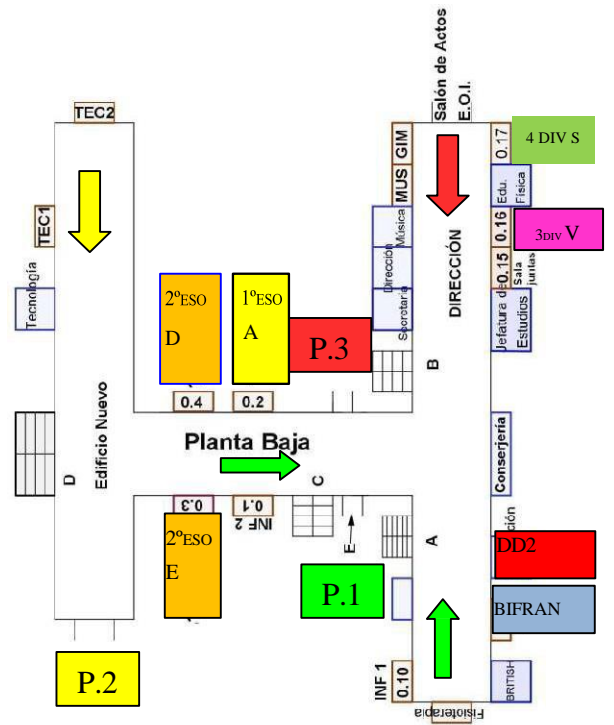 TEC2
Salón de Actos
E.O.I.
GIM
0.17
4 DIV S
MUS
Edu.
Física
TEC1
Música
0.16
3DIV V
Tecnología
Dirección
DIRECCIÓN
0.15
Sala
juntas
2ºESO
D
1ºESO
A
Secretaría
Jefatura de
Estudios
P.3
B
0.4
0.2
Edificio Nuevo
D
Planta Baja
Conserjería
C
0.3
0.1
INF 2
E
A
2ºESO
E
DD2
P.1
BIFRAN
P.2
INF 1
0.10
BRITISH
Fisioterapia